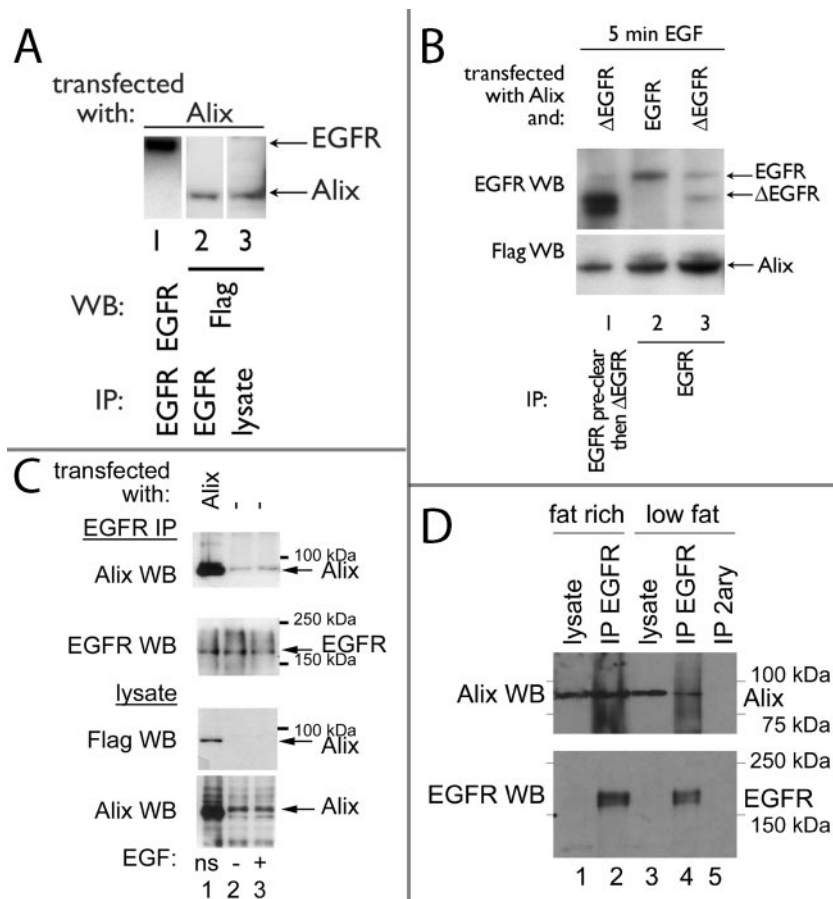 A
transfected
with: Alix
EGFR
Alix
1 2 3
WB: EGFR Flag
IP: EGFR EGFR lysate
B
5 min EGF
transfected
with Alix
and: ΔEGFR EGFR ΔEGFR
EGFR WB
EGFR
ΔEGFR
Flag WB
Alix
1 2 3
IP: EGFR pre-clear
then ΔEGFR
EGFR
C
transfected
with: Alix - -
EGFR IP
100 kDa
Alix WB Alix
250 kDa
EGFR WB EGFR
150 kDa
lysate
100 kDa
Flag WB Alix
Alix WB Alix
EGF: ns - +
1 2 3
D
fat rich low fat
lysate IP EGFR lysate IP EGFR IP 2ary
100 kDa
Alix WB Alix
75 kDa
250 kDa
EGFR WB EGFR
150 kDa
1 2 3 4 5